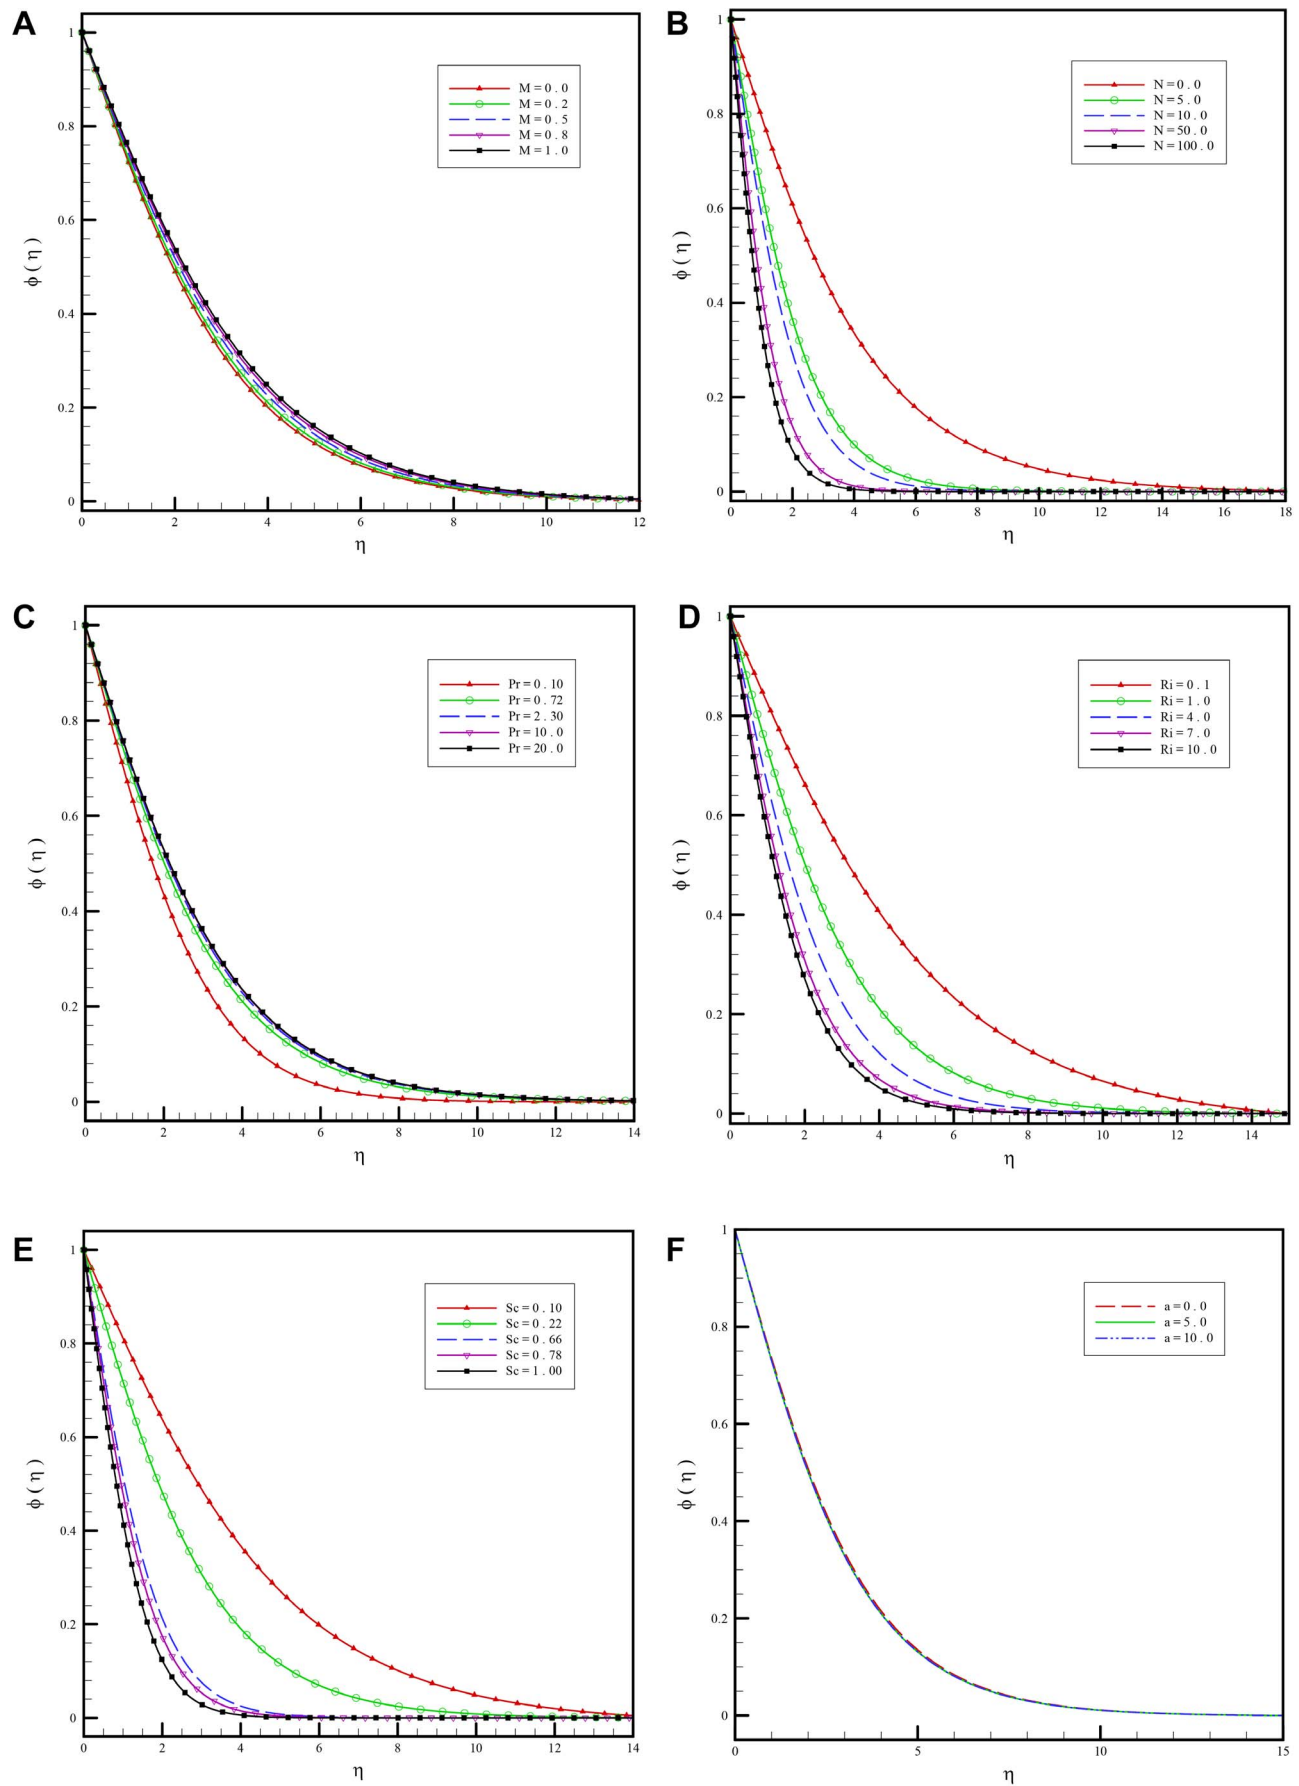 A
M = 0 . 0
M = 0 . 2
M = 0 . 5
M = 0 . 8
M = 1 . 0
1
0.8
0.6
0.4
0.2
0
ϕ ( η )
0 2 4 6 8 10 12
η
B
N = 0 . 0
N = 5 . 0
N = 10 . 0
N = 50 . 0
N = 100 . 0
1
0.8
0.6
0.4
0.2
0
ϕ ( η )
0 2 4 6 8 10 12 14 16 18
η
C
Pr = 0 . 10
Pr = 0 . 72
Pr = 2 . 30
Pr = 10 . 0
Pr = 20 . 0
1
0.8
0.6
0.4
0.2
0
ϕ ( η )
0 2 4 6 8 10 12 14
η
D
Ri = 0 . 1
Ri = 1 . 0
Ri = 4 . 0
Ri = 7 . 0
Ri = 10 . 0
1
0.8
0.6
0.4
0.2
0
ϕ ( η )
0 2 4 6 8 10 12 14
η
E
Sc = 0 . 10
Sc = 0 . 22
Sc = 0 . 66
Sc = 0 . 78
Sc = 1 . 00
1
0.8
0.6
0.4
0.2
0
ϕ ( η )
0 2 4 6 8 10 12 14
η
F
a = 0 . 0
a = 5 . 0
a = 10 . 0
1
0.8
0.6
0.4
0.2
0
ϕ ( η )
0 5 10 15
η